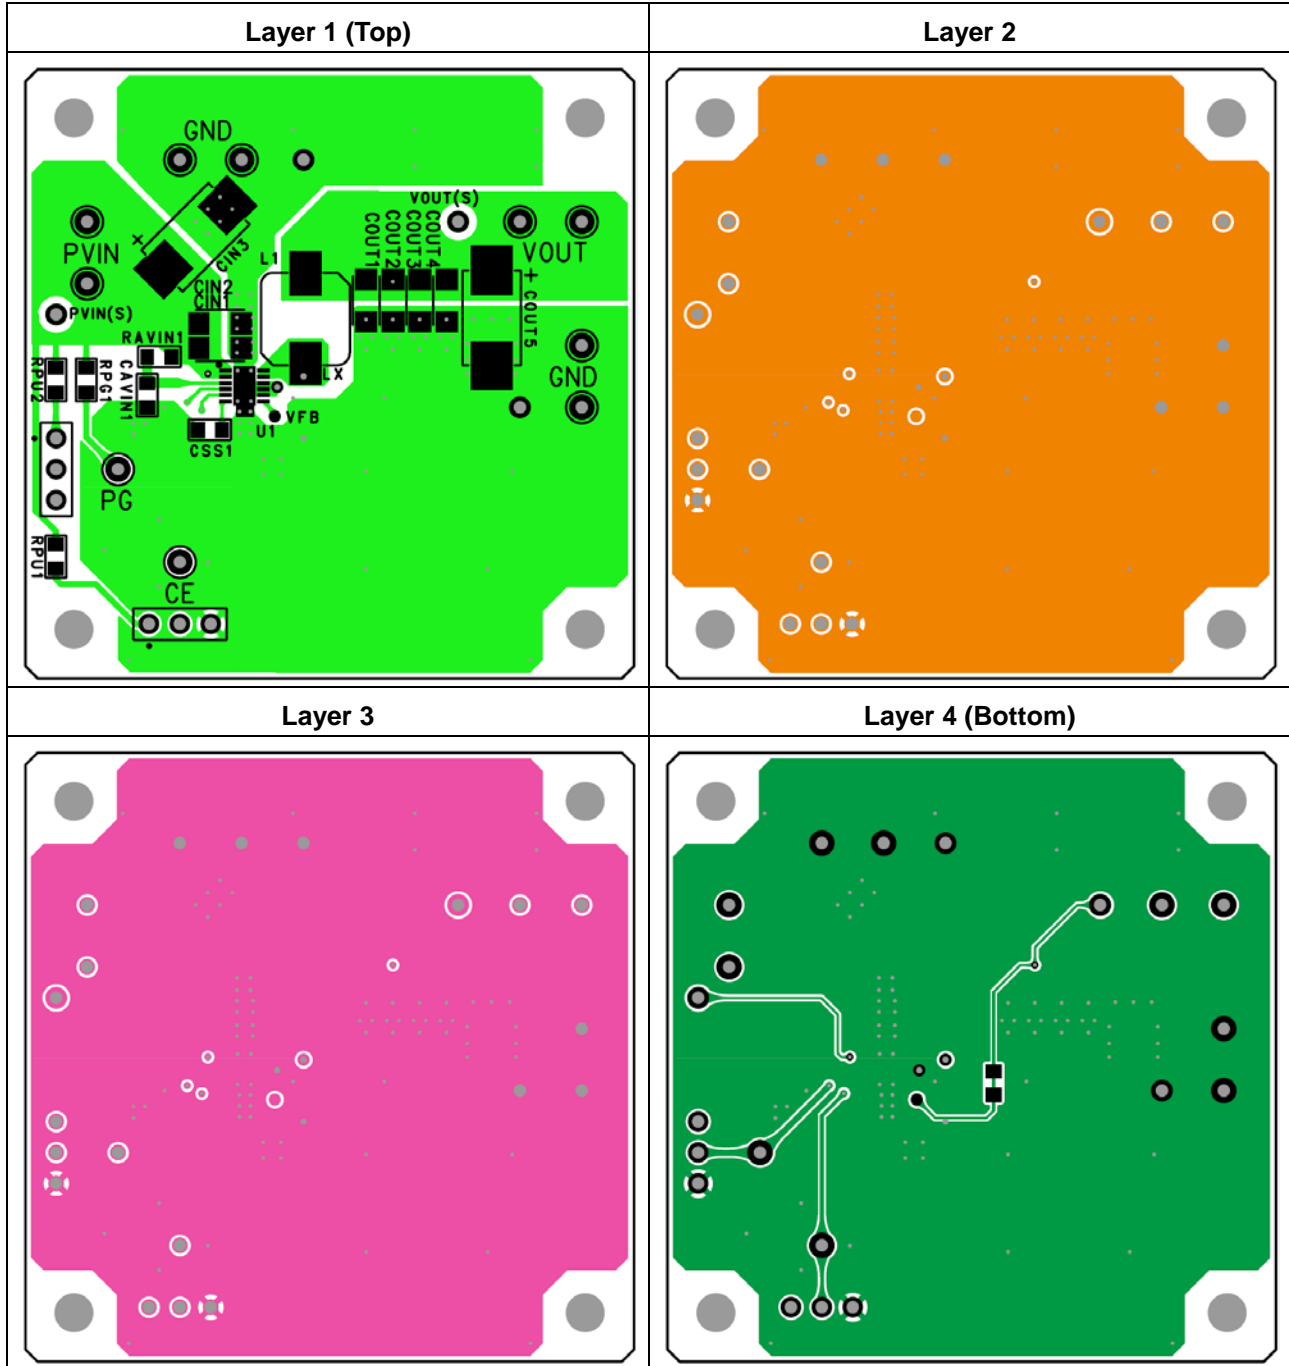 Layer 1 (Top)
Layer 2
GND
VOUT(S)
PVIN
+
CIN3
COUT1
COUT2
COUT3
COUT4
VOUT
L1
+
COUT5
CIN2
CIN1
PVIN(S)
RAVIN1
RPU2
RPG1
CAVIN1
LX
GND
VFB
U1
CSS1
PG
RPU1
CE
Layer 3
Layer 4 (Bottom)